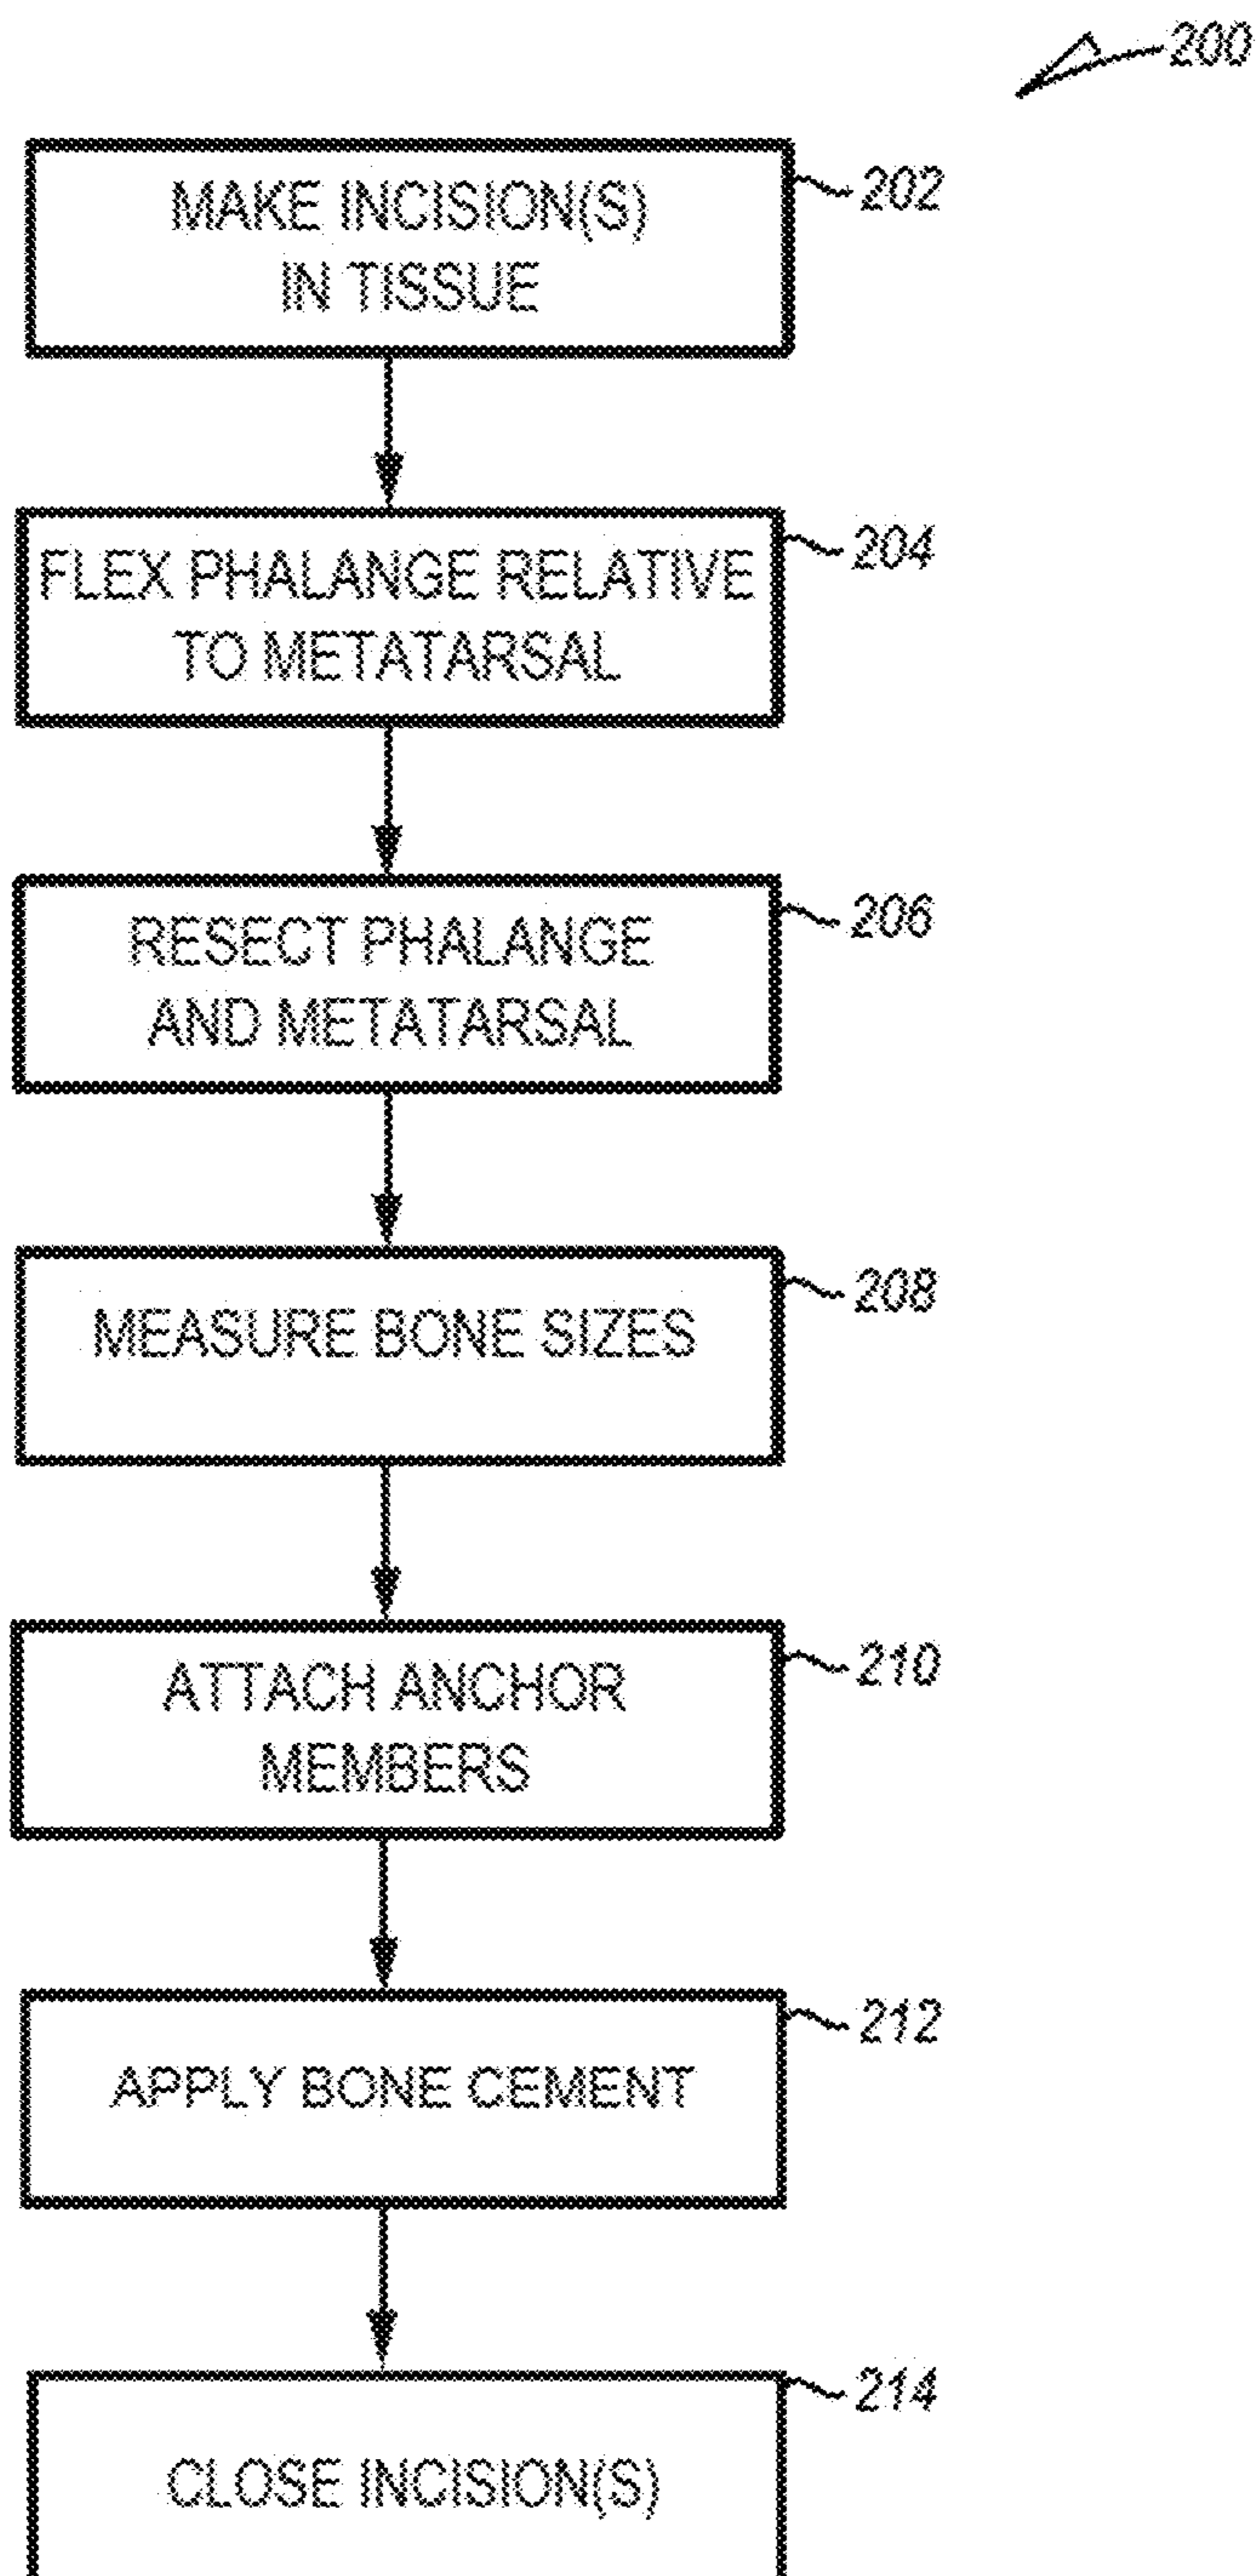 200
MAKE INCISION(S)
IN TISSUE
202
FLEX PHALANGE RELATIVE
TO METATARSAL
204
RESECT PHALANGE
AND METATARSAL
206
MEASURE BONE SIZES
208
ATTACH ANCHOR
MEMBERS
210
APPLY BONE CEMENT
212
CLOSE INCISION(S)
214